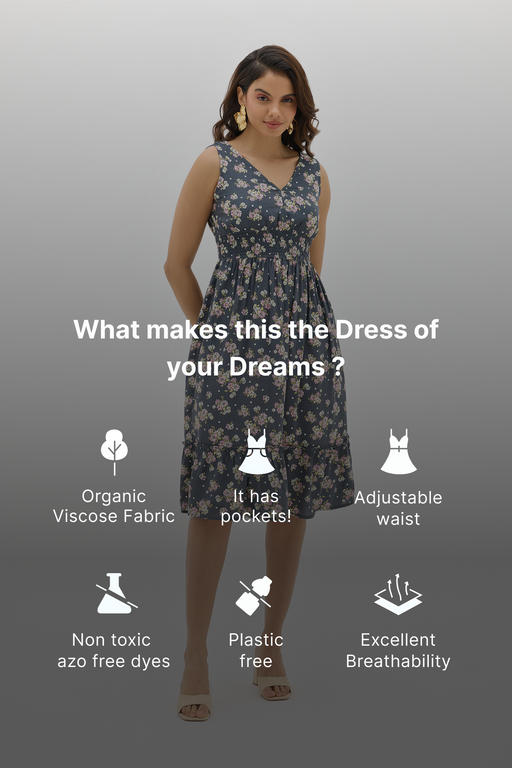 What makes this the Dress of
your Dreams ?
Organic
Viscose Fabric
It has
pockets!
Adjustable
waist
Non toxic
azo free dyes
Plastic
free
Excellent
Breathability